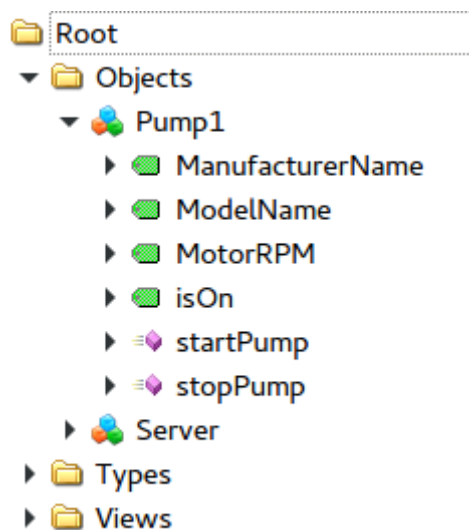 Root
Objects
Pump1
ManufacturerName
ModelName
MotorRPM
isOn
startPump
stopPump
Server
Types
Views